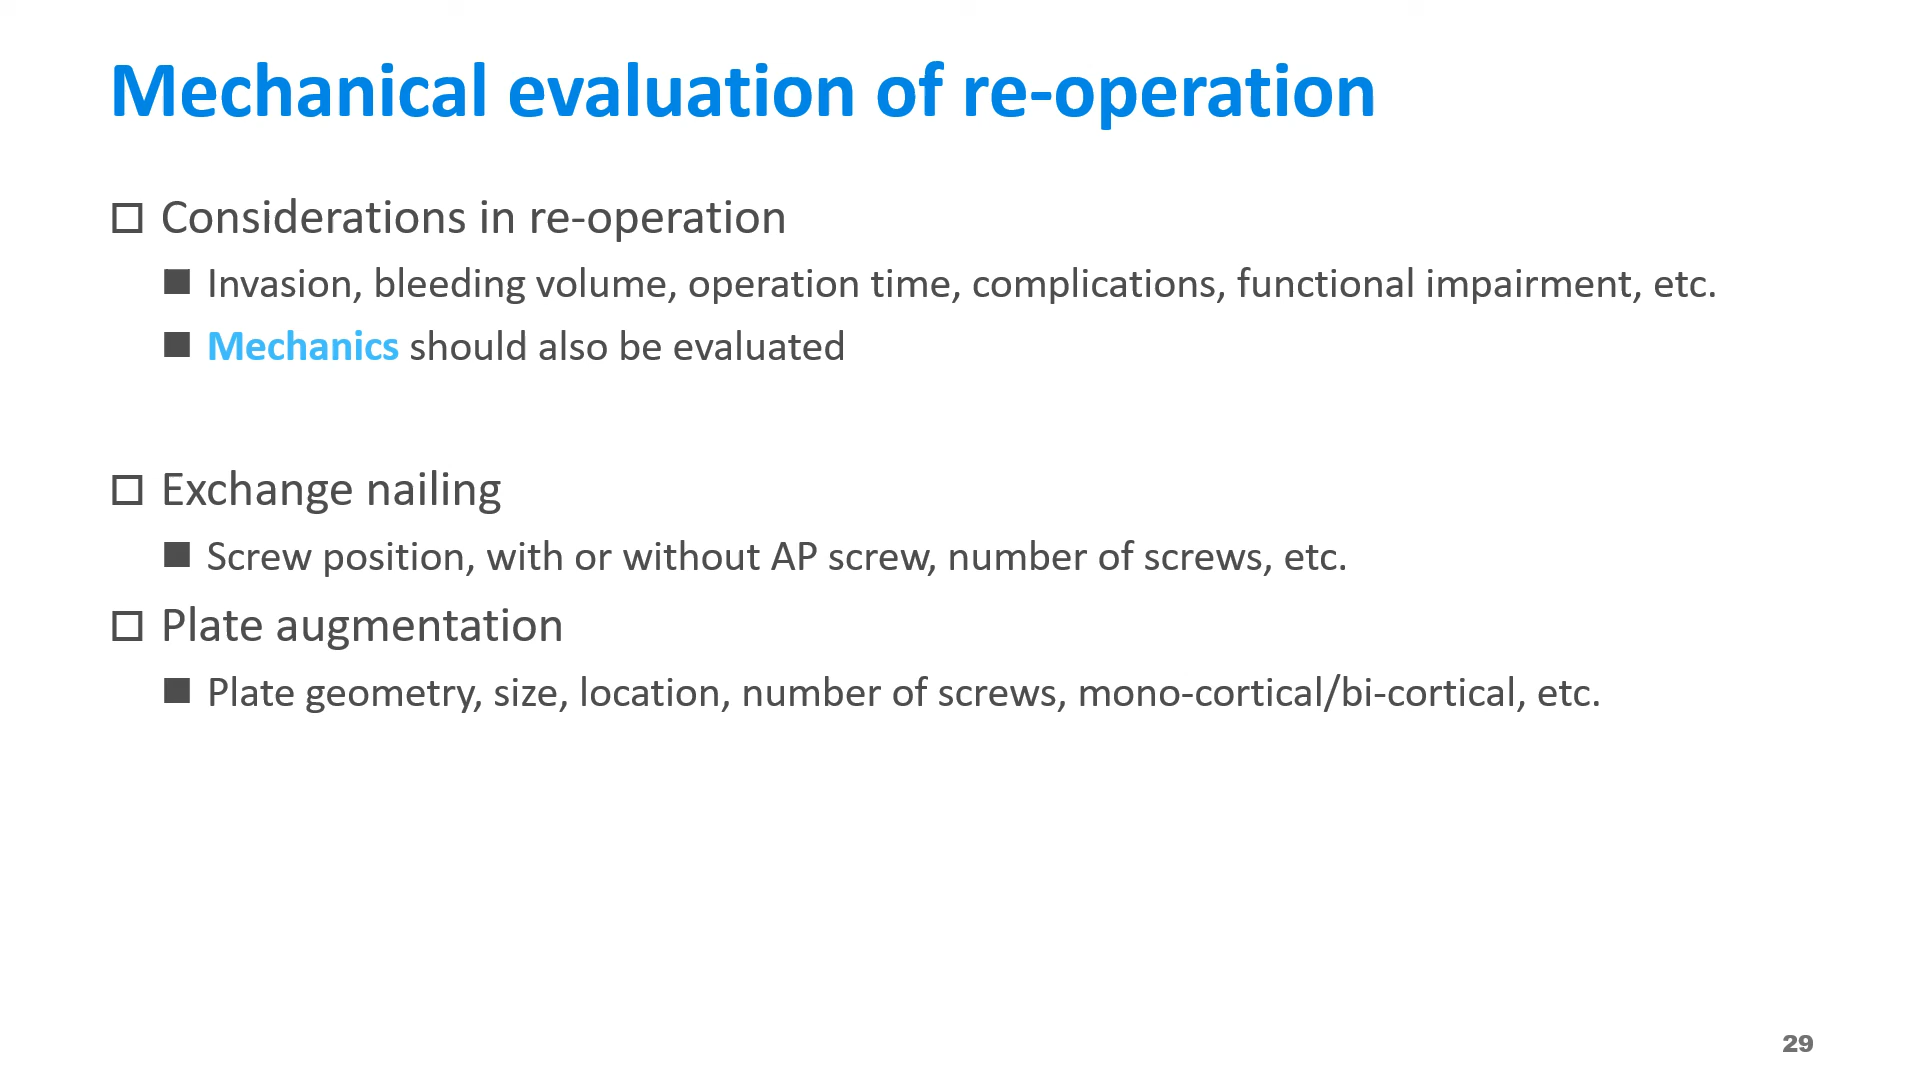 Mechanical evaluation of re-operation
Considerations in re-operation
Invasion, bleeding volume, operation time, complications, functional impairment, etc.
Mechanics should also be evaluated
Exchange nailing
Screw position, with or without AP screw, number of screws, etc.
Plate augmentation
Plate geometry, size, location, number of screws, mono-cortical/bi-cortical, etc.
29